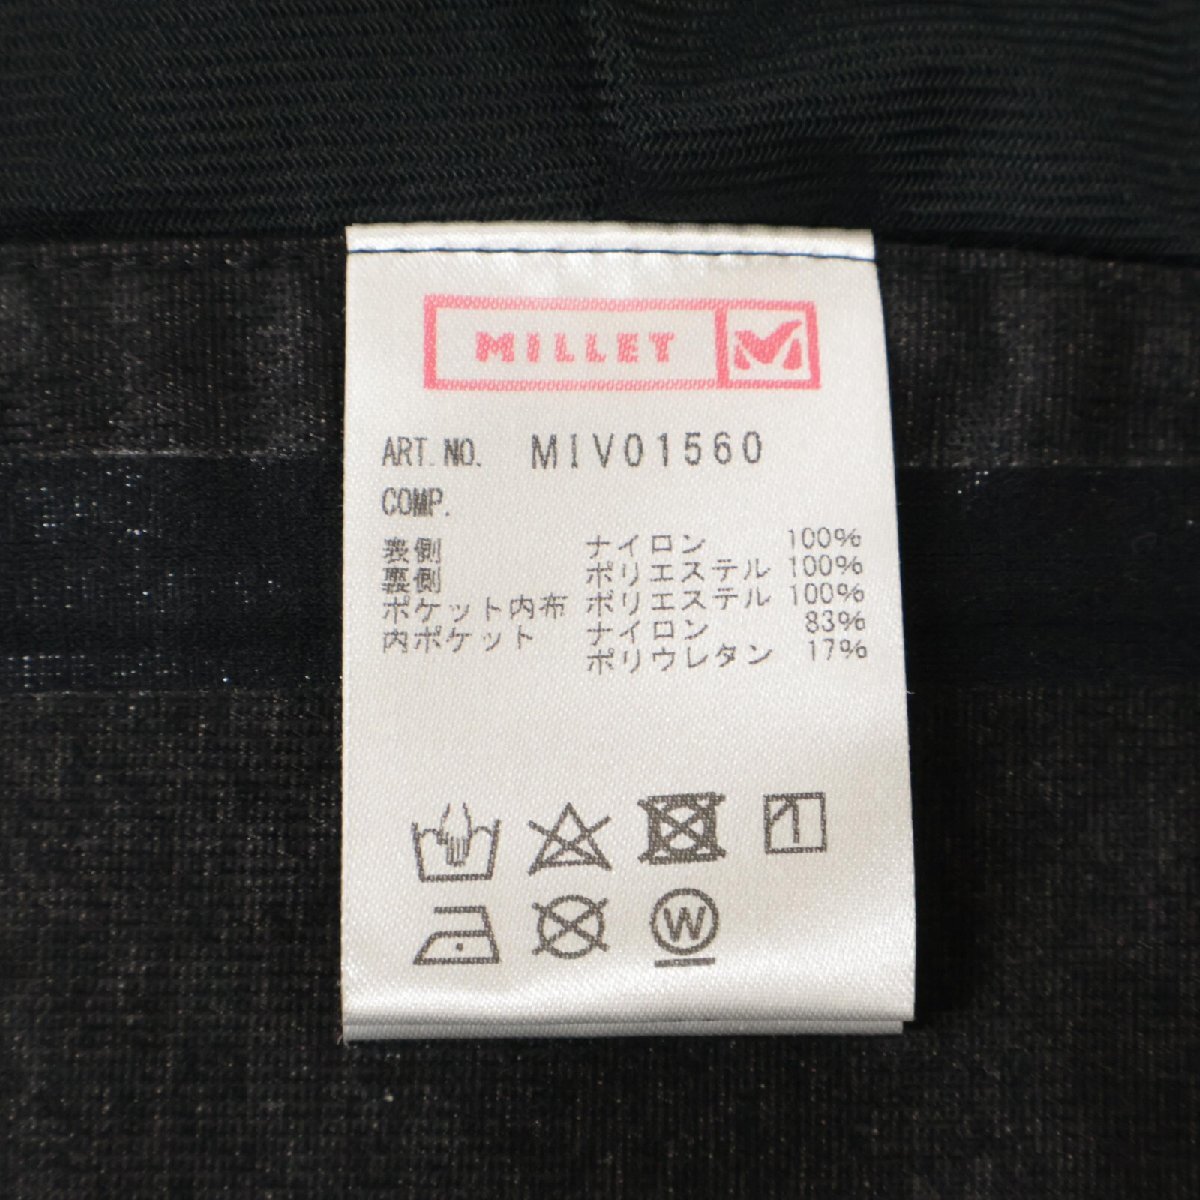 MILLET
ART.NO. MIV01560
COMP.
表側 ナイロン 100%
裏側 ポリエステル 100%
ポケット内布 ポリエステル 100%
内ポケット ナイロン 83%
ポリウレタン 17%
W